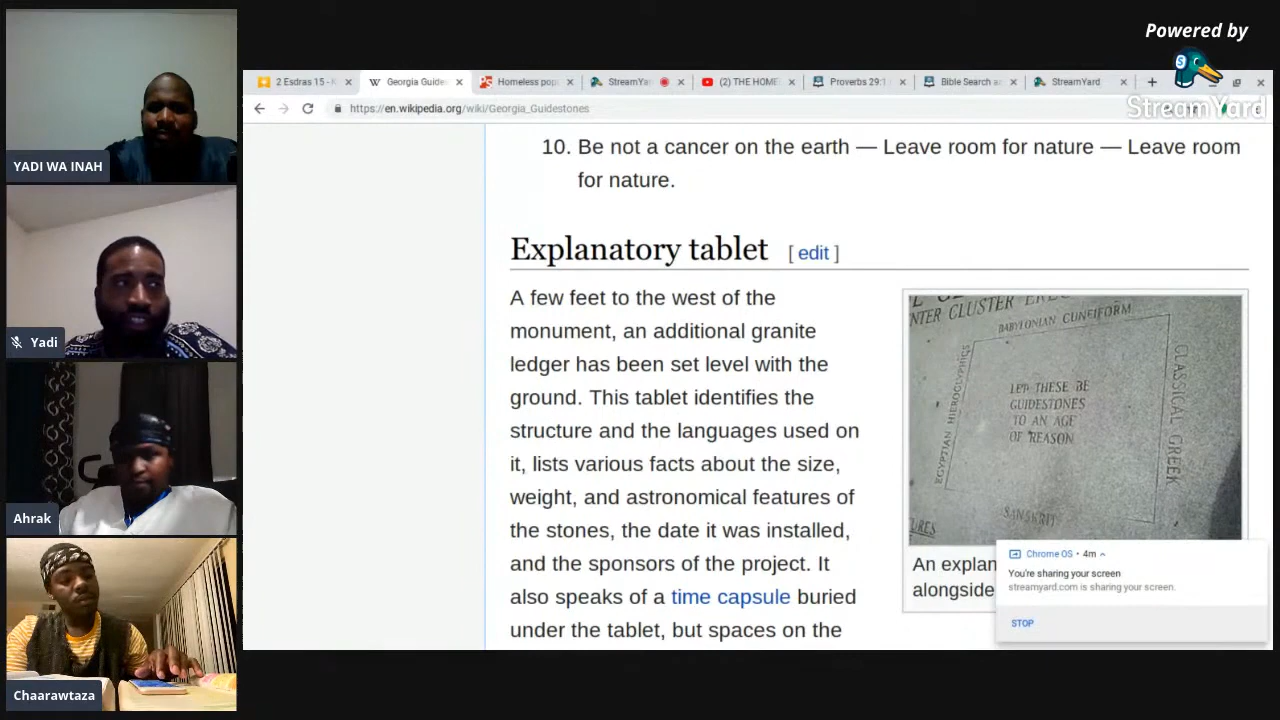 Powered by
StreamYard
YADI WA INAH
Yadi
Ahrak
Chaarawtaza
2 Esdras 15 - K
Georgia Guide
Homeless pop
StreamYar
(2) THE HOME
Proverbs 29:1
Bible Search a
StreamYard
https://en.wikipedia.org/wiki/Georgia_Guidestones
10. Be not a cancer on the earth — Leave room for nature — Leave room
for nature.
Explanatory tablet [ edit ]
A few feet to the west of the
monument, an additional granite
ledger has been set level with the
ground. This tablet identifies the
structure and the languages used on
it, lists various facts about the size,
weight, and astronomical features of
the stones, the date it was installed,
and the sponsors of the project. It
also speaks of a time capsule buried
under the tablet, but spaces on the
NTER CLUSTER
BABYLONIAN CUNEIFORM
EGYPTIAN HIEROGLYPHICS
CLASSICAL GREEK
LET THESE BE
GUIDESTONES
TO AN AGE
OF REASON
SANSKRIT
URES
An explan
alongside
Chrome OS • 4m
You're sharing your screen
streamyard.com is sharing your screen.
STOP